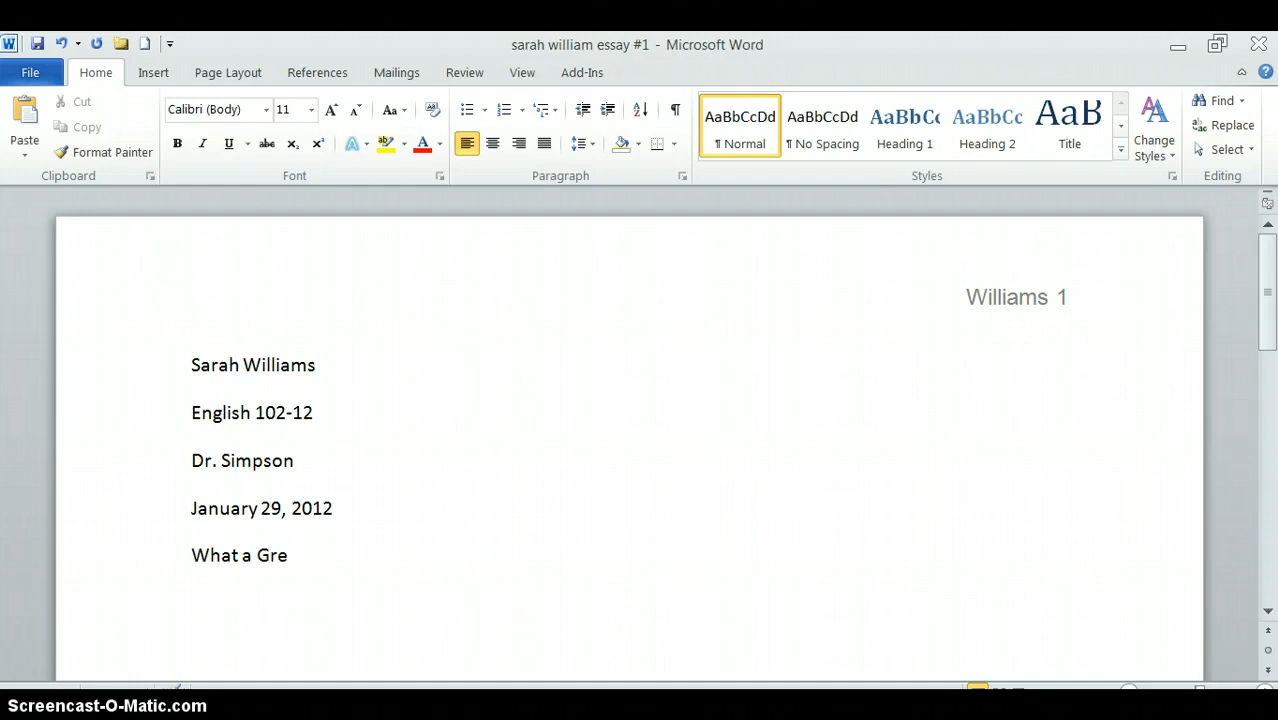 sarah william essay #1 - Microsoft Word
File Home Insert Page Layout References Mailings Review View Add-Ins
Paste
Cut
Copy
Format Painter
Clipboard
Calibri (Body) 11
Font
Paragraph
AaBbCcDd AaBbCcDd AaBbCc AaBbCc AaB
¶ Normal ¶ No Spacing Heading 1 Heading 2 Title
Styles
Change
Styles
Find
Replace
Select
Editing
Williams 1
Sarah Williams
English 102-12
Dr. Simpson
January 29, 2012
What a Gre
Screencast-O-Matic.com